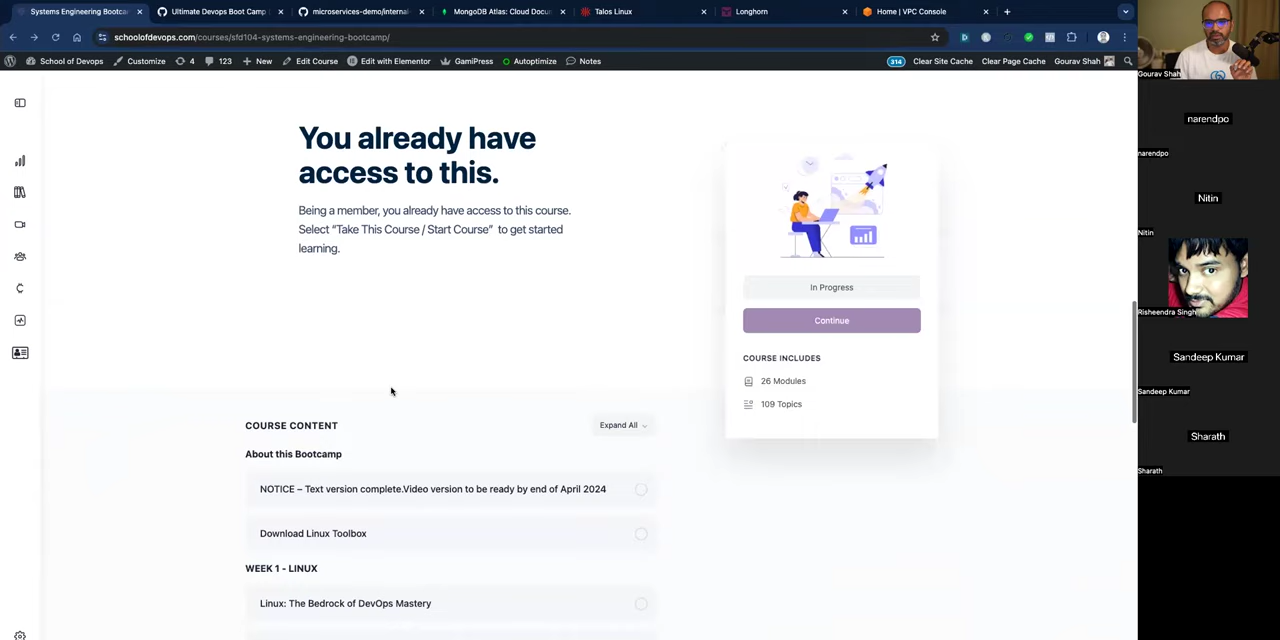 Systems Engineering Bootca
Ultimate Devops Boot Camp
microservices-demo/internal-
MongoDB Atlas: Cloud Docu
Talos Linux
Longhorn
Home | VPC Console
schoolofdevops.com/courses/sfd104-systems-engineering-bootcamp/
School of Devops
Customize
4
123
New
Edit Course
Edit with Elementor
GamiPress
Autoptimize
Notes
314
Clear Site Cache
Clear Page Cache
Gourav Shah
You already have
access to this.
Being a member, you already have access to this course.
Select “Take This Course / Start Course” to get started
learning.
In Progress
Continue
COURSE INCLUDES
26 Modules
109 Topics
COURSE CONTENT
Expand All
About this Bootcamp
NOTICE – Text version complete.Video version to be ready by end of April 2024
Download Linux Toolbox
WEEK 1 - LINUX
Linux: The Bedrock of DevOps Mastery
Gourav Shah
narendpo
narendpo
Nitin
Nitin
Risheendra Singh
Sandeep Kumar
Sandeep Kumar
Sharath
Sharath